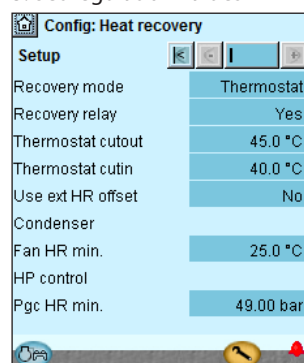 Config: Heat recovery
Setup
Recovery mode Thermostat
Recovery relay Yes
Thermostat cutout 45.0 °C
Thermostat cutin 40.0 °C
Use ext HR offset No
Condenser
Fan HR min. 25.0 °C
HP control
Pgc HR min. 49.00 bar